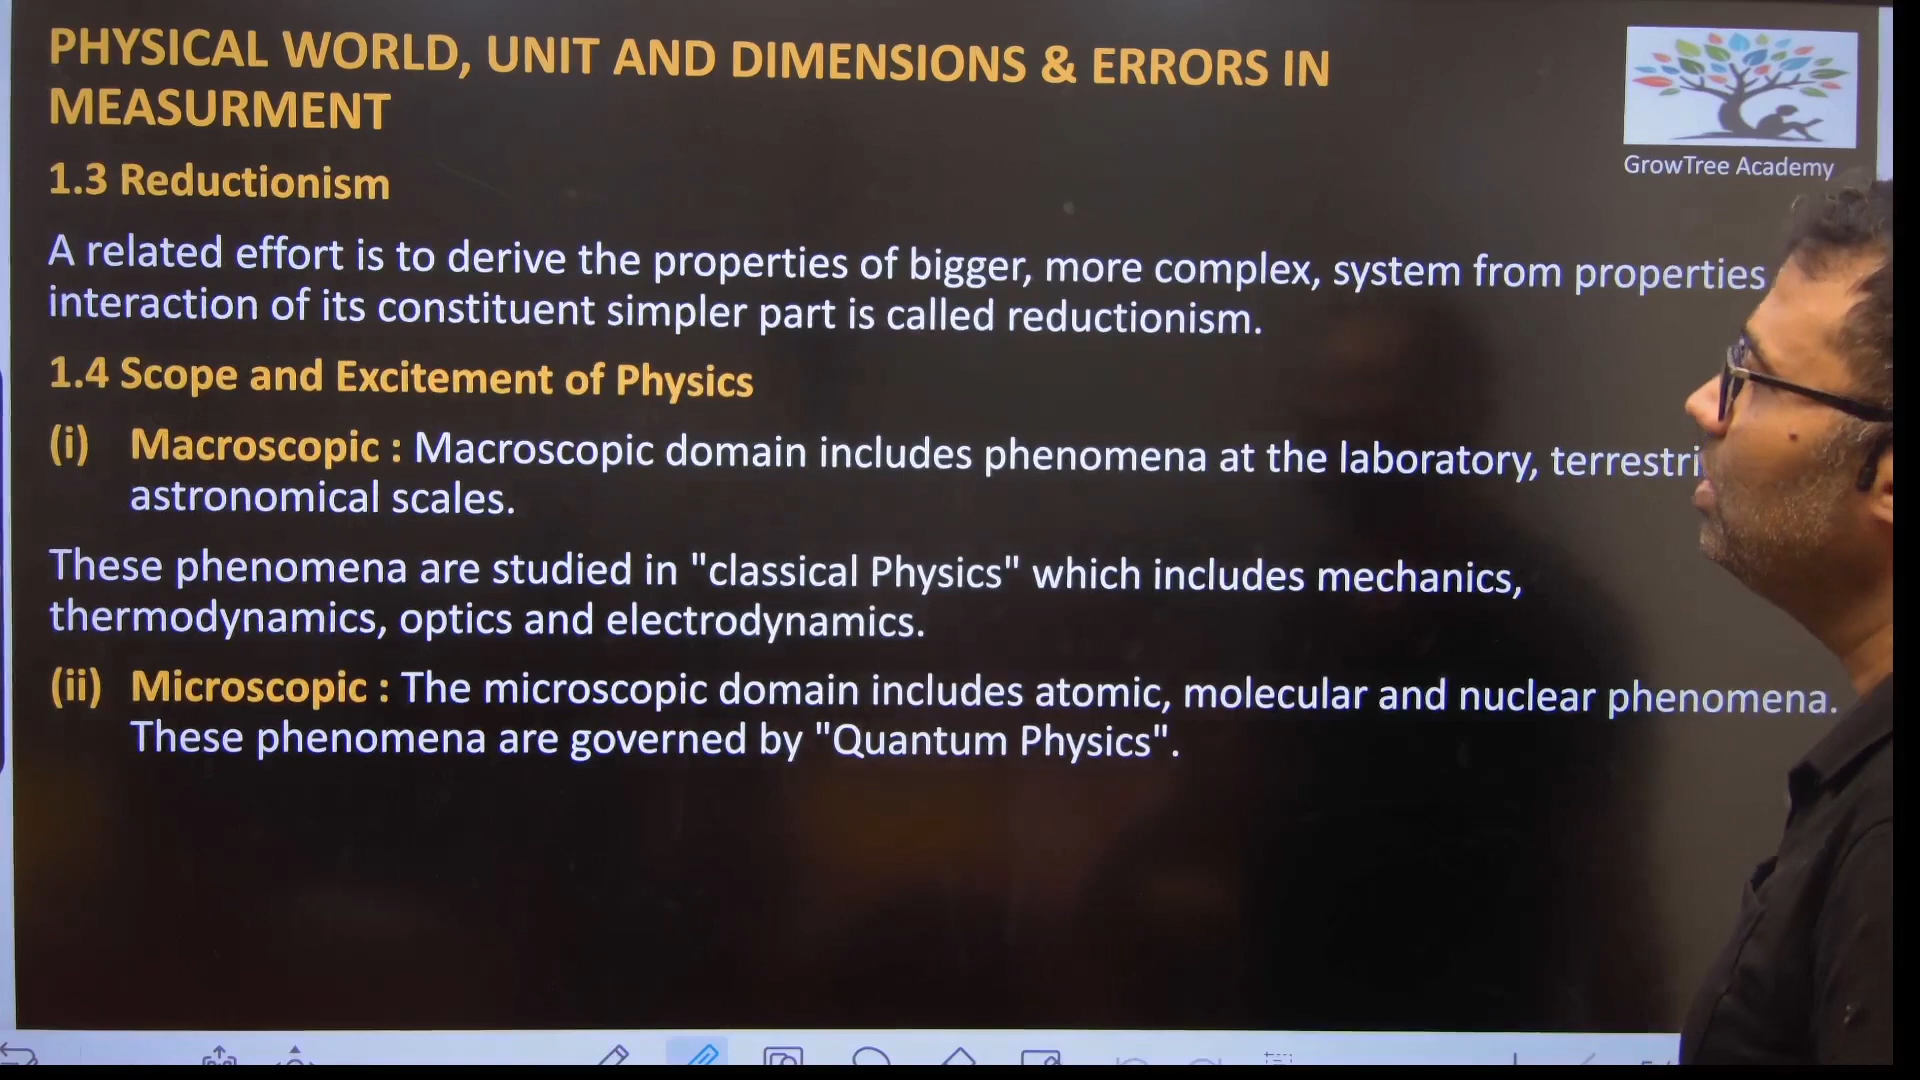 PHYSICAL WORLD, UNIT AND DIMENSIONS & ERRORS IN
MEASURMENT
GrowTree Academy
1.3 Reductionism
A related effort is to derive the properties of bigger, more complex, system from properties
interaction of its constituent simpler part is called reductionism.
1.4 Scope and Excitement of Physics
(i) Macroscopic : Macroscopic domain includes phenomena at the laboratory,
astronomical scales.
These phenomena are studied in "classical Physics" which includes mechanics,
thermodynamics, optics and electrodynamics.
(ii) Microscopic : The microscopic domain includes atomic, molecular and nuclear phenomena.
These phenomena are governed by "Quantum Physics".